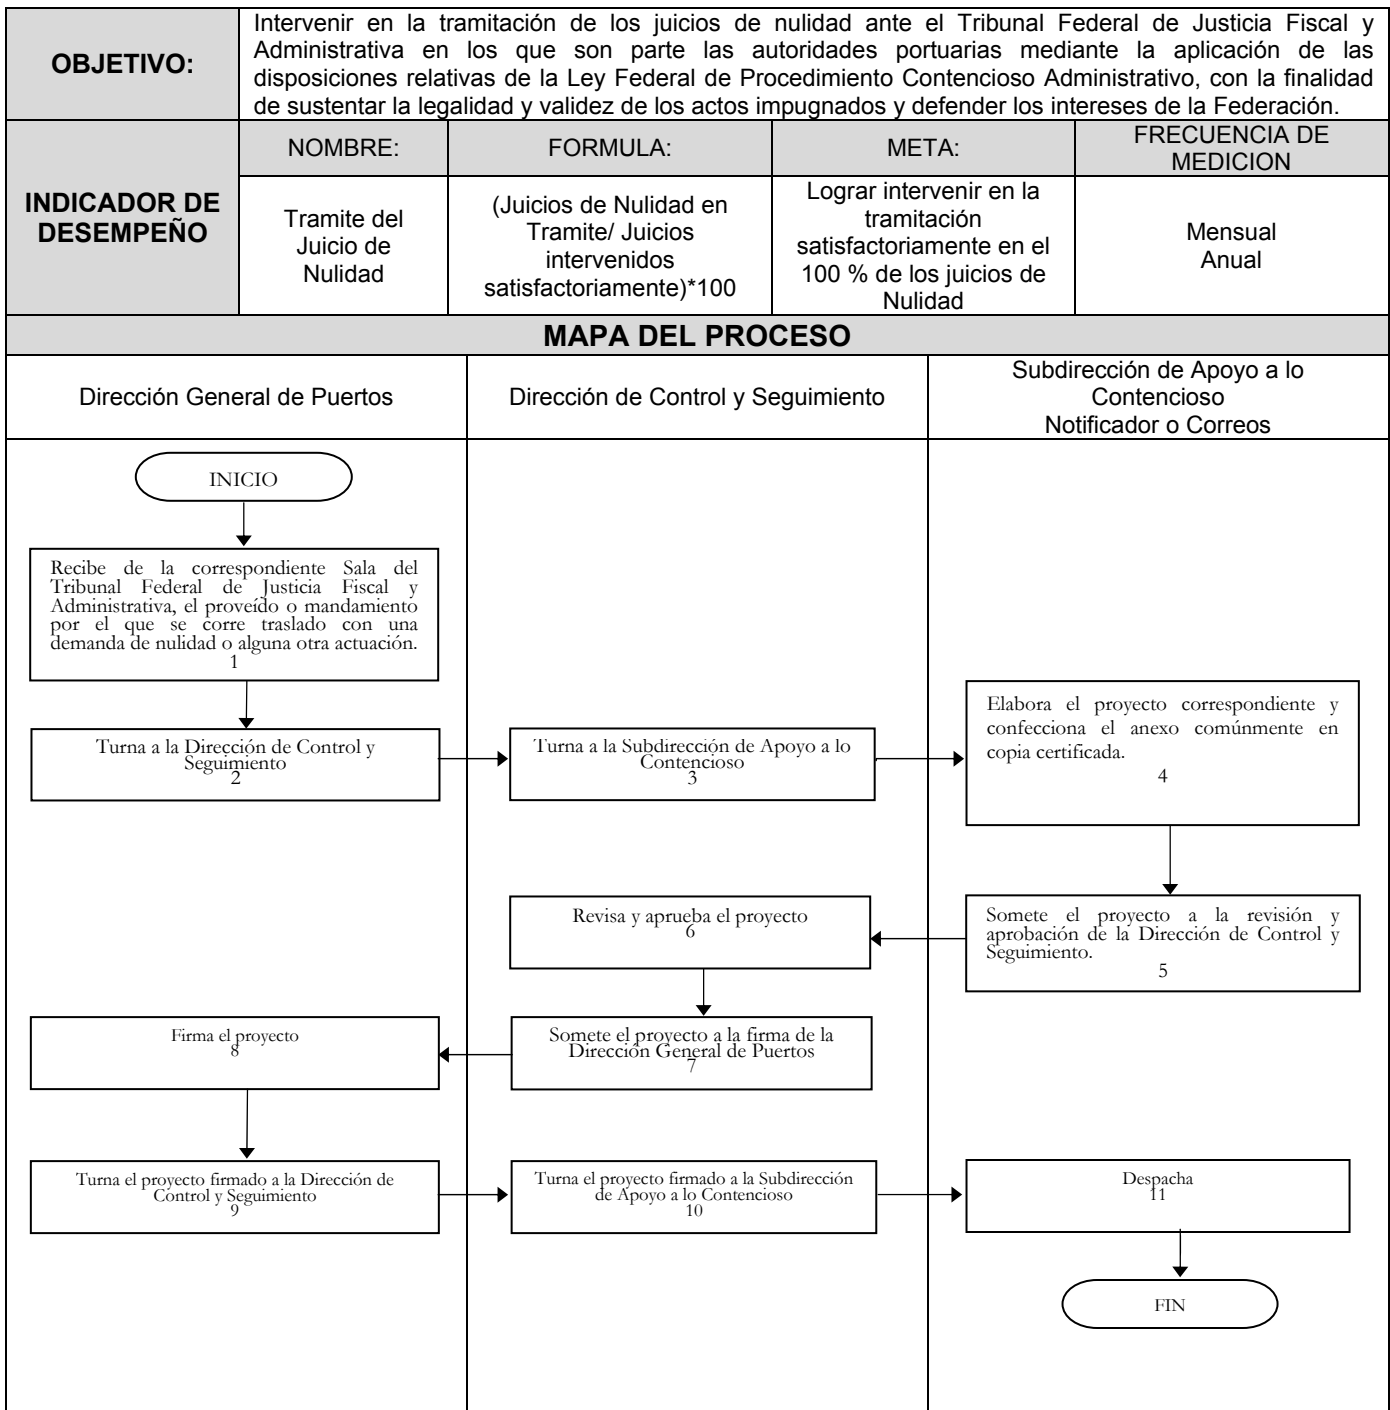 OBJETIVO:
Intervenir en la tramitación de los juicios de nulidad ante el Tribunal Federal de Justicia Fiscal y
Administrativa en los que son parte las autoridades portuarias mediante la aplicación de las
disposiciones relativas de la Ley Federal de Procedimiento Contencioso Administrativo, con la finalidad
de sustentar la legalidad y validez de los actos impugnados y defender los intereses de la Federación.
INDICADOR DE
DESEMPEÑO
NOMBRE:
FORMULA:
META:
FRECUENCIA DE
MEDICION
Tramite del
Juicio de
Nulidad
(Juicios de Nulidad en
Tramite/ Juicios
intervenidos
satisfactoriamente)*100
Lograr intervenir en la
tramitación
satisfactoriamente en el
100 % de los juicios de
Nulidad
Mensual
Anual
MAPA DEL PROCESO
Dirección General de Puertos
Dirección de Control y Seguimiento
Subdirección de Apoyo a lo
Contencioso
Notificador o Correos
INICIO
Recibe de la correspondiente Sala del
Tribunal Federal de Justicia Fiscal y
Administrativa, el proveído o mandamiento
por el que se corre traslado con una
demanda de nulidad o alguna otra actuación.
1
Turna a la Dirección de Control y
Seguimiento
2
Turna a la Subdirección de Apoyo a lo
Contencioso
3
Elabora el proyecto correspondiente y
confecciona el anexo comúnmente en
copia certificada.
4
Somete el proyecto a la revisión y
aprobación de la Dirección de Control y
Seguimiento.
5
Revisa y aprueba el proyecto
6
Somete el proyecto a la firma de la
Dirección General de Puertos
7
Firma el proyecto
8
Turna el proyecto firmado a la Dirección de
Control y Seguimiento
9
Turna el proyecto firmado a la Subdirección
de Apoyo a lo Contencioso
10
Despacha
11
FIN